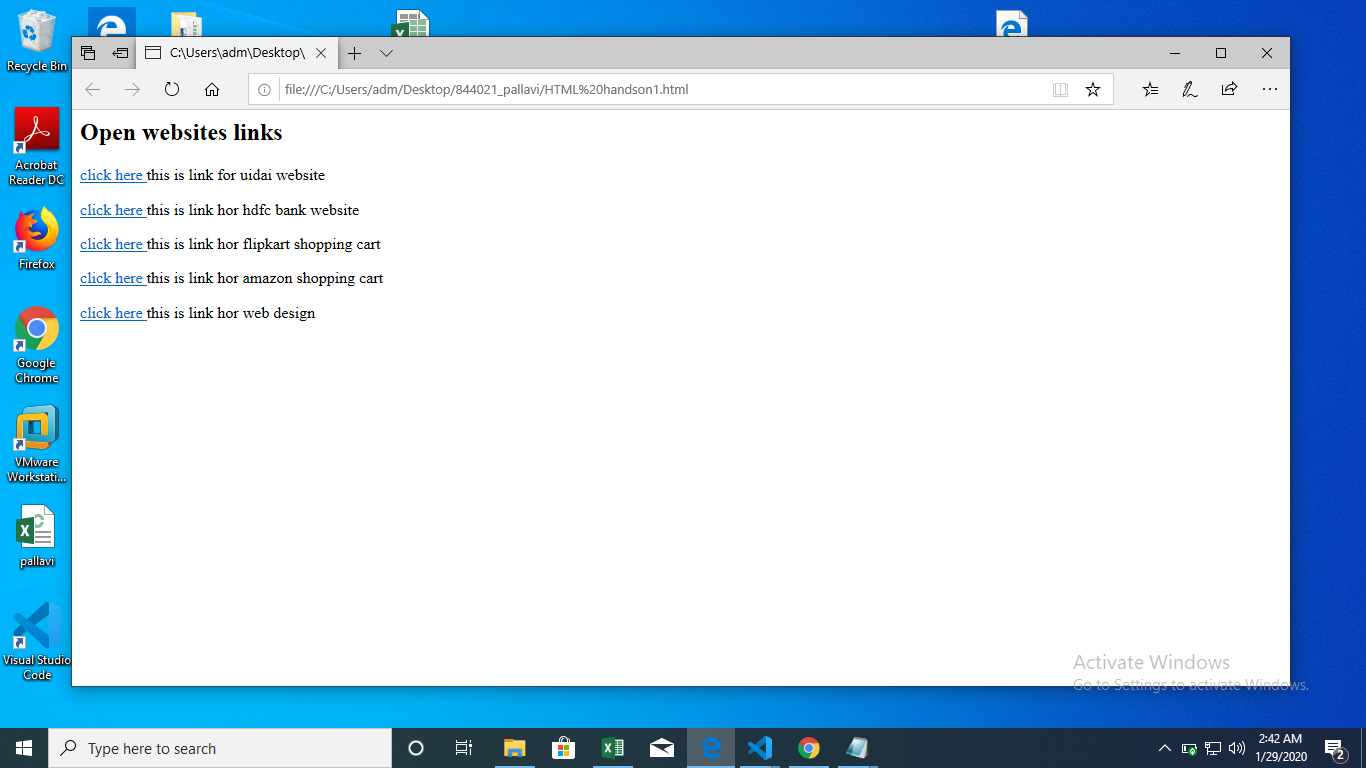 Recycle Bin
Acrobat
Reader DC
Firefox
Google
Chrome
VMware
Workstati...
pallavi
Visual Studio
Code
C:\Users\adm\Desktop\
file:///C:/Users/adm/Desktop/844021_pallavi/HTML%20handson1.html
Open websites links
click here this is link for uidai website
click here this is link hor hdfc bank website
click here this is link hor flipkart shopping cart
click here this is link hor amazon shopping cart
click here this is link hor web design
Activate Windows
Go to Settings to activate Windows.
Type here to search
2:42 AM
1/29/2020
2